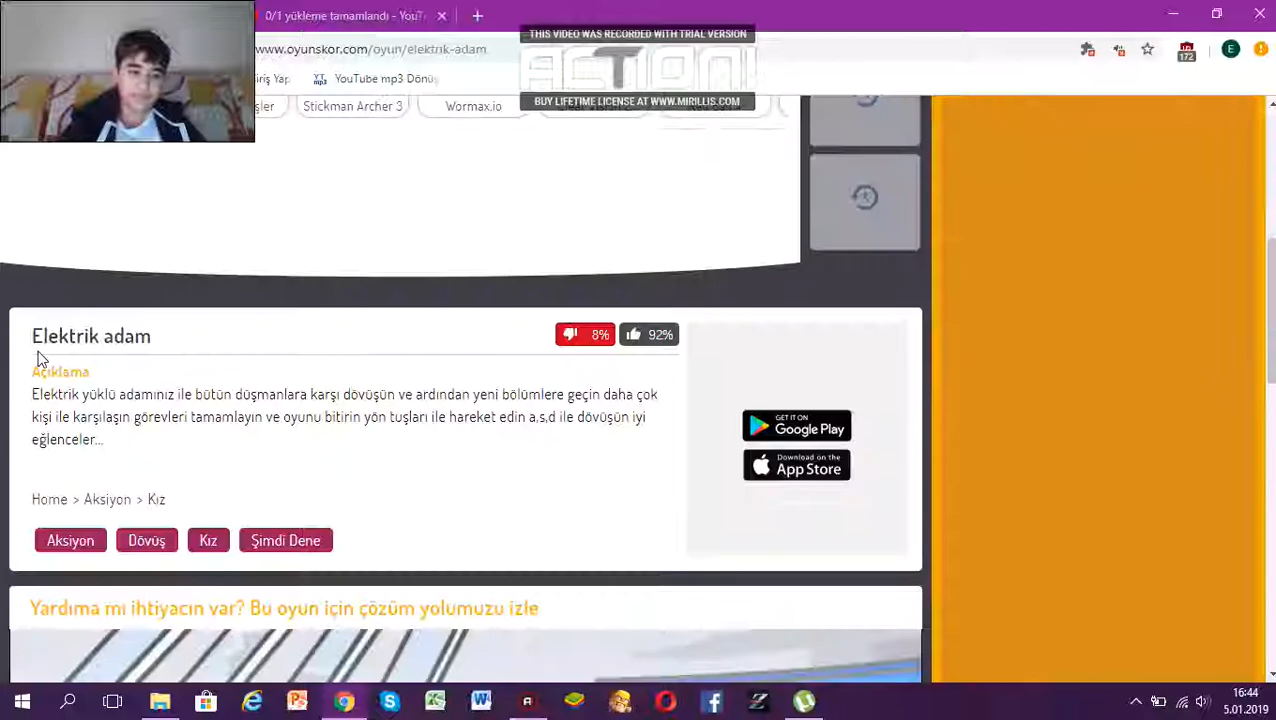 0/1 yükleme tamamlandı - YouT
THIS VIDEO WAS RECORDED WITH TRIAL VERSION
ACTION!
BUY LIFETIME LICENSE AT WWW.MIRILLIS.COM
www.oyunskor.com/oyun/elektrik-adam
172
E
iriş Yap
YouTube mp3 Dönüş
Stickman Archer 3
Wormax.io
Elektrik adam
8%
92%
Açıklama
Elektrik yüklü adamınız ile bütün düşmanlara karşı dövüşün ve ardından yeni bölümlere geçin daha çok
kişi ile karsılaşın görevleri tamamlayın ve oyunu bitirin yön tuşları ile hareket edin a,s,d ile dövüşün iyi
eğlenceler...
GET IT ON
Google Play
Download on the
App Store
Home > Aksiyon > Kız
Aksiyon
Dövüş
Kız
Şimdi Dene
Yardıma mı ihtiyacın var? Bu oyun için çözüm yolumuzu izle
16:44
5.01.2019